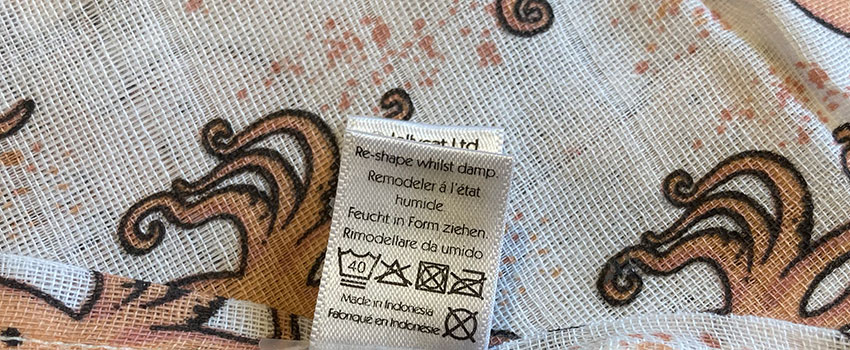 Ltd
Re-shape whilst damp.
Remodeler á l'état
humide
Feucht in Form ziehen.
Rimodellare da umido
40
Made in Indonesia
Fabriqué en Indonésie